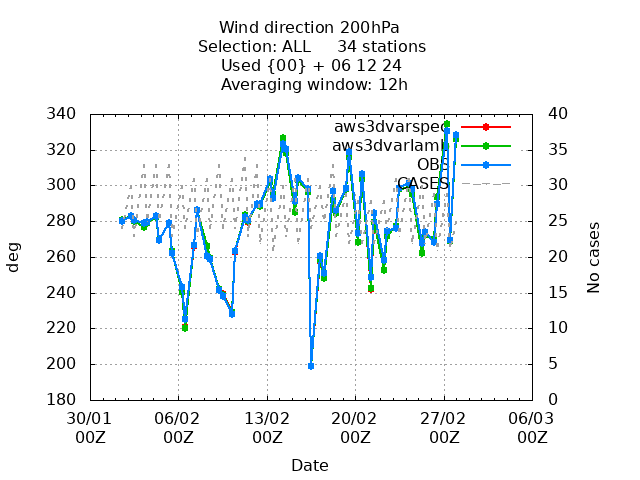 Wind direction 200hPa
Selection: ALL     34 stations
Used {00} + 06 12 24
Averaging window: 12h
340
320
300
280
260
240
220
200
180
40
35
30
25
20
15
10
5
0
aws3dvarspec
aws3dvarlaml
OBS
CASES
deg
No cases
30/01 06/02 13/02 20/02 27/02 06/03
00Z 00Z 00Z 00Z 00Z 00Z
Date